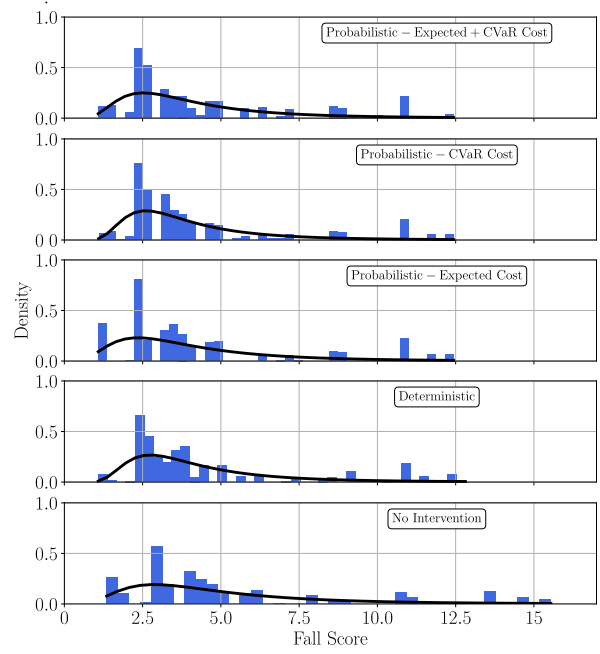 1.0
Probabilistic − Expected + CVaR Cost
0.5
0.0
1.0
Probabilistic − CVaR Cost
0.5
0.0
1.0
Probabilistic − Expected Cost
0.5
0.0
Density
1.0
Deterministic
0.5
0.0
1.0
No Intervention
0.5
0.0
0 2.5 5.0 7.5 10.0 12.5 15
Fall Score